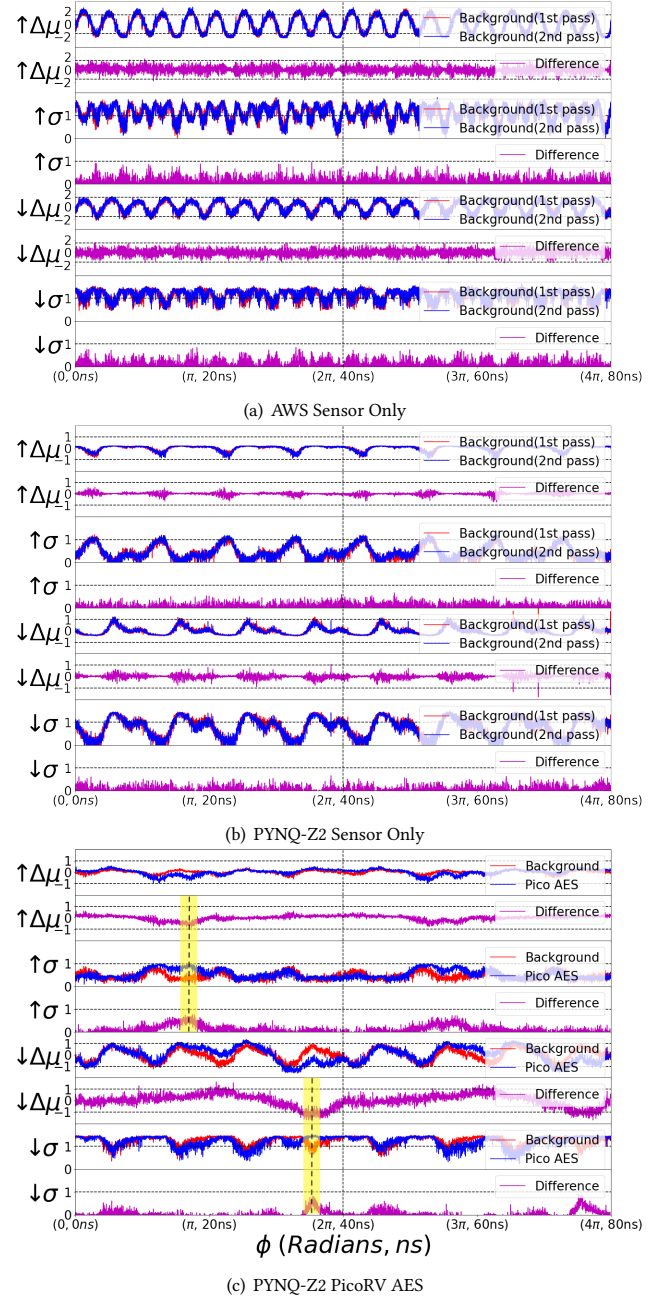 ↑Δμ 2 0 2 Background(1st pass)
Background(2nd pass)
↑Δμ 2 0 2 Difference
↑σ 1 0 Background(1st pass)
Background(2nd pass)
↑σ 1 0 Difference
↓Δμ 2 0 2 Background(1st pass)
Background(2nd pass)
↓Δμ 2 0 2 Difference
↓σ 1 0 Background(1st pass)
Background(2nd pass)
↓σ 1 0 Difference
(0, 0ns) (π, 20ns) (2π, 40ns) (3π, 60ns) (4π, 80ns)
(a) AWS Sensor Only
↑Δμ 1 0 1 Background(1st pass)
Background(2nd pass)
↑Δμ 1 0 1 Difference
↑σ 1 0 Background(1st pass)
Background(2nd pass)
↑σ 1 0 Difference
↓Δμ 1 0 1 Background(1st pass)
Background(2nd pass)
↓Δμ 1 0 1 Difference
↓σ 1 0 Background(1st pass)
Background(2nd pass)
↓σ 1 0 Difference
(0, 0ns) (π, 20ns) (2π, 40ns) (3π, 60ns) (4π, 80ns)
(b) PYNQ-Z2 Sensor Only
↑Δμ 1 0 1 Background
Pico AES
↑Δμ 1 0 1 Difference
↑σ 1 0 Background
Pico AES
↑σ 1 0 Difference
↓Δμ 1 0 1 Background
Pico AES
↓Δμ 1 0 1 Difference
↓σ 1 0 Background
Pico AES
↓σ 1 0 Difference
(0, 0ns) (π, 20ns) (2π, 40ns) (3π, 60ns) (4π, 80ns)
ϕ (Radians, ns)
(c) PYNQ-Z2 PicoRV AES